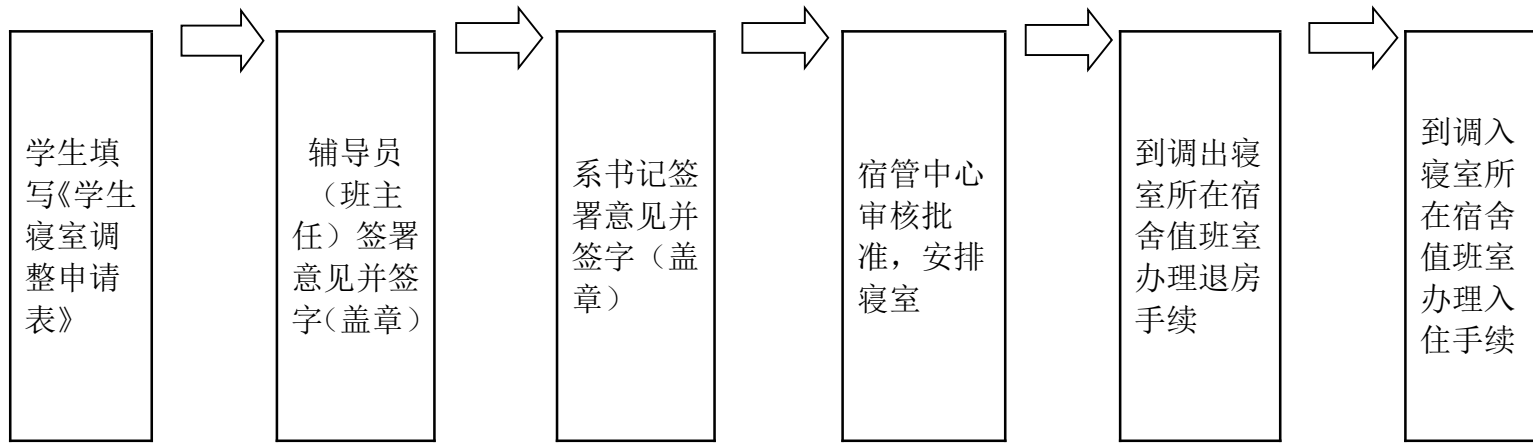 学生填
写《学生
寝室调
整申请
表》
辅导员
（班主
任）签署
意见并签
字（盖章）
系书记签
署意见并
签字（盖
章）
宿管中心
审核批
准，安排
寝室
到调出寝
室所在宿
舍值班室
办理退房
手续
到调入
寝室所
在宿舍
值班室
办理入
住手续